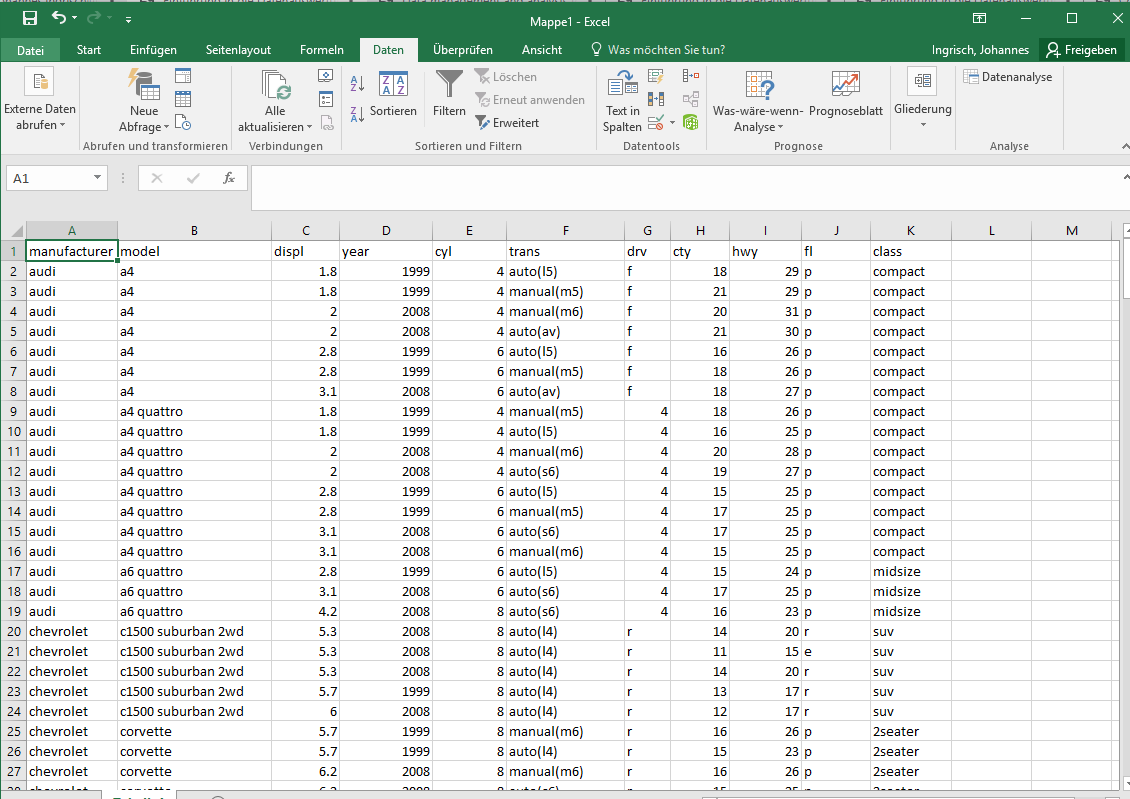 Mappe1 - Excel
Datei Start Einfügen Seitenlayout Formeln Daten Überprüfen Ansicht Was möchten Sie tun? Ingrisch, Johannes Freigeben
Externe Daten abrufen
Neue Abfrage
Abrufen und transformieren
Alle aktualisieren
Verbindungen
Sortieren
Filtern
Löschen
Erneut anwenden
Erweitert
Sortieren und Filtern
Text in Spalten
Datentools
Was-wäre-wenn-Analyse
Prognoseblatt
Prognose
Gliederung
Datenanalyse
Analyse
A1 fx
A B C D E F G H I J K L M
1 manufacturer model displ year cyl trans drv cty hwy fl class
2 audi a4 1.8 1999 4 auto(l5) f 18 29 p compact
3 audi a4 1.8 1999 4 manual(m5) f 21 29 p compact
4 audi a4 2 2008 4 manual(m6) f 20 31 p compact
5 audi a4 2 2008 4 auto(av) f 21 30 p compact
6 audi a4 2.8 1999 6 auto(l5) f 16 26 p compact
7 audi a4 2.8 1999 6 manual(m5) f 18 26 p compact
8 audi a4 3.1 2008 6 auto(av) f 18 27 p compact
9 audi a4 quattro 1.8 1999 4 manual(m5) 4 18 26 p compact
10 audi a4 quattro 1.8 1999 4 auto(l5) 4 16 25 p compact
11 audi a4 quattro 2 2008 4 manual(m6) 4 20 28 p compact
12 audi a4 quattro 2 2008 4 auto(s6) 4 19 27 p compact
13 audi a4 quattro 2.8 1999 6 auto(l5) 4 15 25 p compact
14 audi a4 quattro 2.8 1999 6 manual(m5) 4 17 25 p compact
15 audi a4 quattro 3.1 2008 6 auto(s6) 4 17 25 p compact
16 audi a4 quattro 3.1 2008 6 manual(m6) 4 15 25 p compact
17 audi a6 quattro 2.8 1999 6 auto(l5) 4 15 24 p midsize
18 audi a6 quattro 3.1 2008 6 auto(s6) 4 17 25 p midsize
19 audi a6 quattro 4.2 2008 8 auto(s6) 4 16 23 p midsize
20 chevrolet c1500 suburban 2wd 5.3 2008 8 auto(l4) r 14 20 r suv
21 chevrolet c1500 suburban 2wd 5.3 2008 8 auto(l4) r 11 15 e suv
22 chevrolet c1500 suburban 2wd 5.3 2008 8 auto(l4) r 14 20 r suv
23 chevrolet c1500 suburban 2wd 5.7 1999 8 auto(l4) r 13 17 r suv
24 chevrolet c1500 suburban 2wd 6 2008 8 auto(l4) r 12 17 r suv
25 chevrolet corvette 5.7 1999 8 manual(m6) r 16 26 p 2seater
26 chevrolet corvette 5.7 1999 8 auto(l4) r 15 23 p 2seater
27 chevrolet corvette 6.2 2008 8 manual(m6) r 16 26 p 2seater